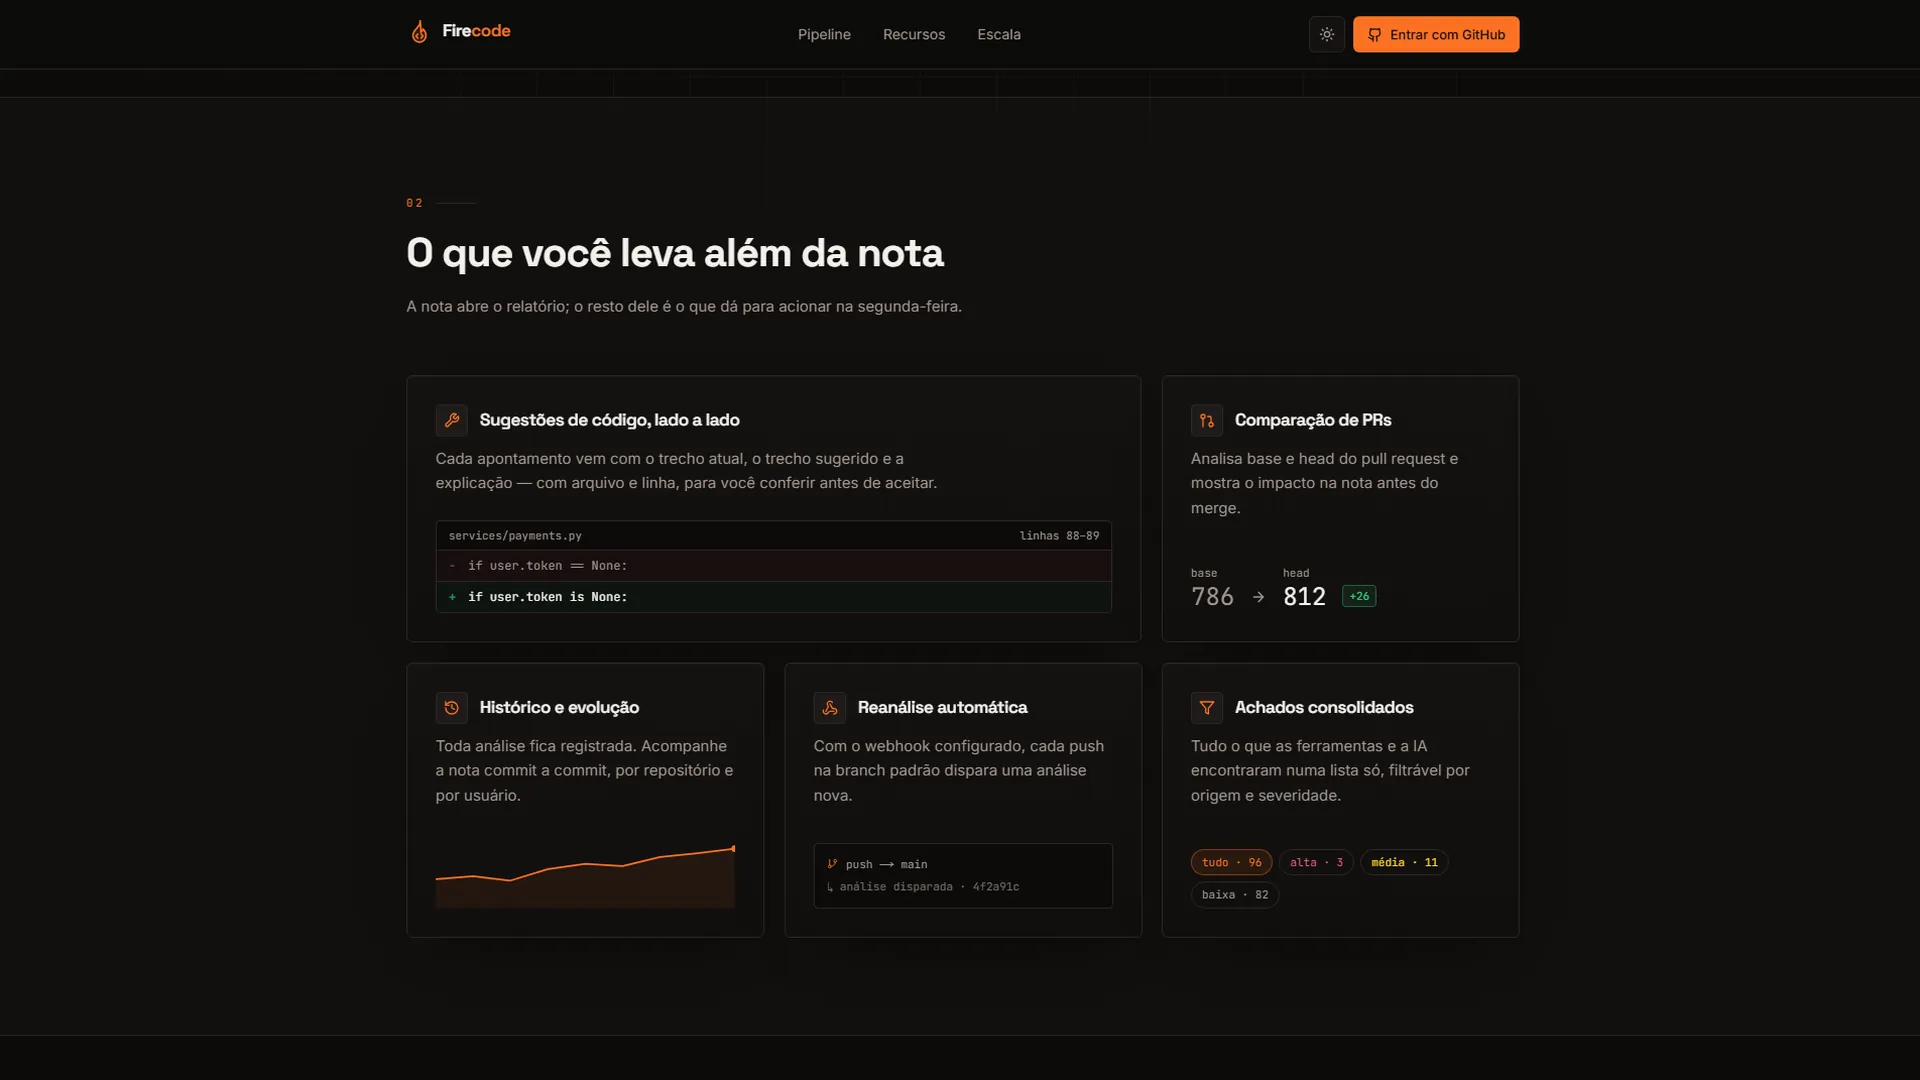 Firecode
Pipeline
Recursos
Escala
Entrar com GitHub
02
O que você leva além da nota
A nota abre o relatório; o resto dele é o que dá para acionar na segunda-feira.
Sugestões de código, lado a lado
Cada apontamento vem com o trecho atual, o trecho sugerido e a
explicação — com arquivo e linha, para você conferir antes de aceitar.
services/payments.py
linhas 88–89
- if user.token == None:
+ if user.token is None:
Comparação de PRs
Analisa base e head do pull request e
mostra o impacto na nota antes do
merge.
base
head
786 → 812 +26
Histórico e evolução
Toda análise fica registrada. Acompanhe
a nota commit a commit, por repositório e
por usuário.
Reanálise automática
Com o webhook configurado, cada push
na branch padrão dispara uma análise
nova.
push ⟶ main
↳ análise disparada · 4f2a91c
Achados consolidados
Tudo o que as ferramentas e a IA
encontraram numa lista só, filtrável por
origem e severidade.
tudo · 96
alta · 3
média · 11
baixa · 82